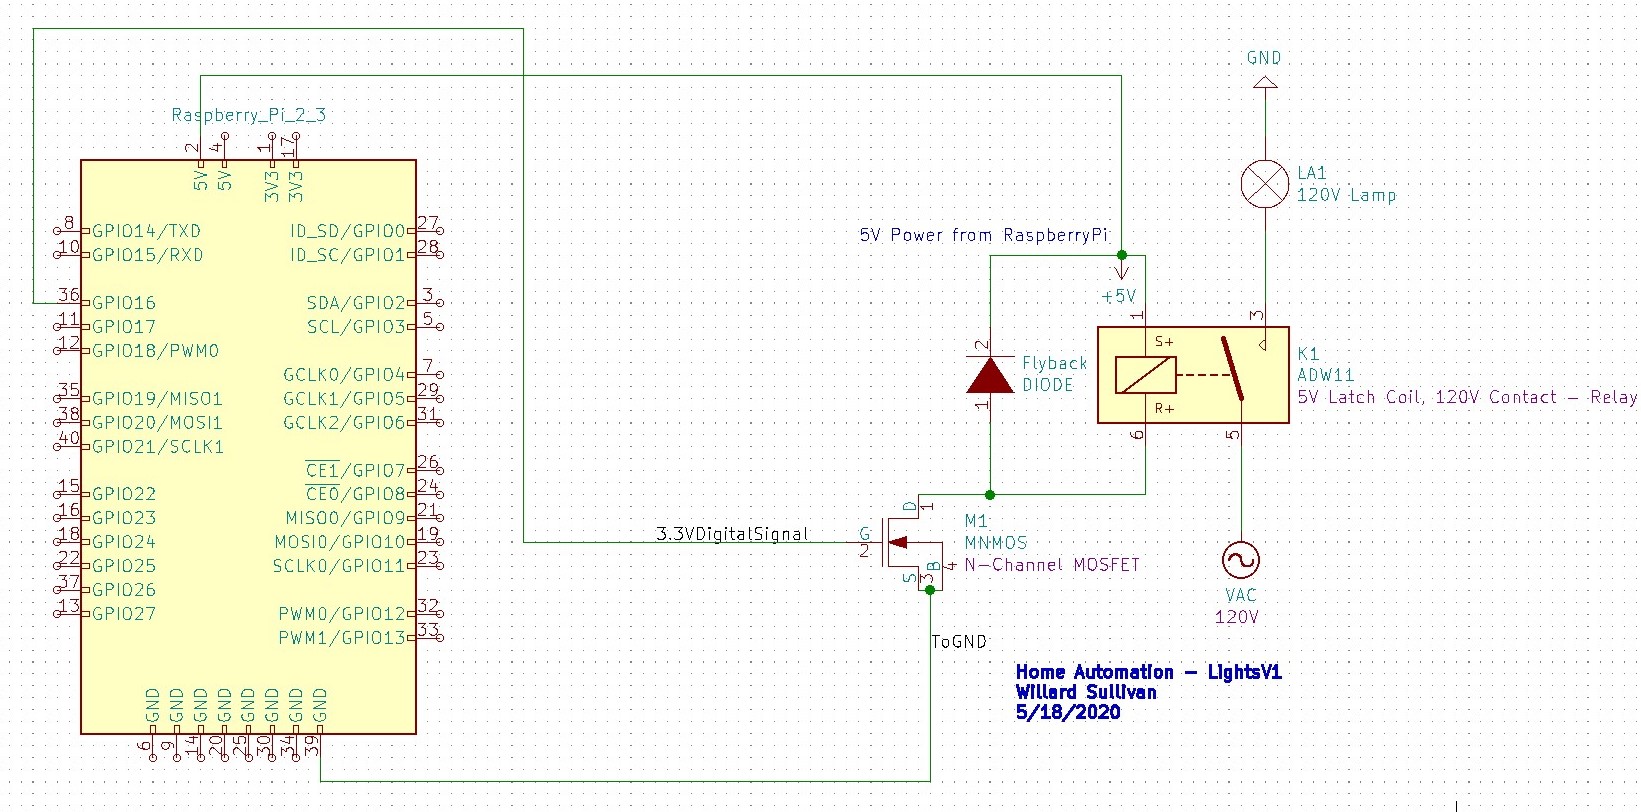 GND
Raspberry_Pi_2_3
2
4
1
17
5V
5V
3V3
3V3
LA1
120V Lamp
8
GPIO14/TXD
ID_SD/GPIO0
27
10
GPIO15/RXD
ID_SC/GPIO1
28
5V Power from RaspberryPi
+5V
36
GPIO16
SDA/GPIO2
3
11
GPIO17
SCL/GPIO3
5
12
GPIO18/PWM0
GCLK0/GPIO4
7
35
GPIO19/MISO1
GCLK1/GPIO5
29
38
GPIO20/MOSI1
GCLK2/GPIO6
31
40
GPIO21/SCLK1
CE1/GPIO7
26
15
GPIO22
CE0/GPIO8
24
16
GPIO23
MISO0/GPIO9
21
18
GPIO24
MOSI0/GPIO10
19
22
GPIO25
SCLK0/GPIO11
23
37
GPIO26
13
GPIO27
PWM0/GPIO12
32
PWM1/GPIO13
33
1
3
S+
R+
6
5
K1
ADW11
5V Latch Coil, 120V Contact – Relay
2
Flyback
DIODE
1
3.3VDigitalSignal
G
2
D
1
S
3
B
4
M1
MNMOS
N-Channel MOSFET
VAC
120V
ToGND
Home Automation – LightsV1
Willard Sullivan
5/18/2020
GND
GND
GND
GND
GND
GND
GND
GND
6
9
14
20
25
30
34
39